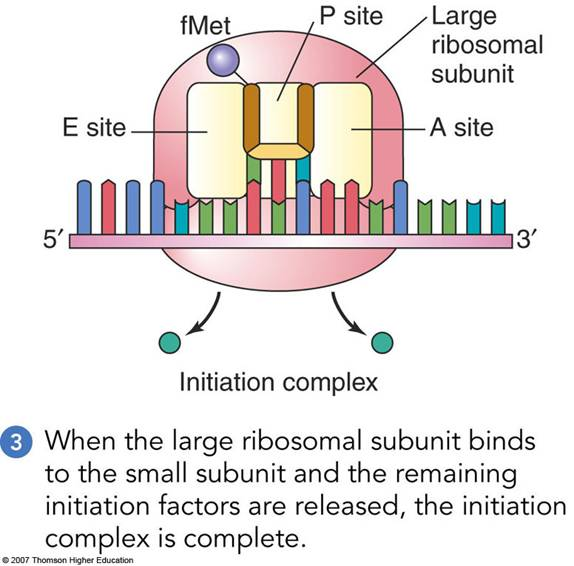 fMet
P site
Large
ribosomal
subunit
E site
A site
5′
3′
Initiation complex
3 When the large ribosomal subunit binds
to the small subunit and the remaining
initiation factors are released, the initiation
complex is complete.
© 2007 Thomson Higher Education